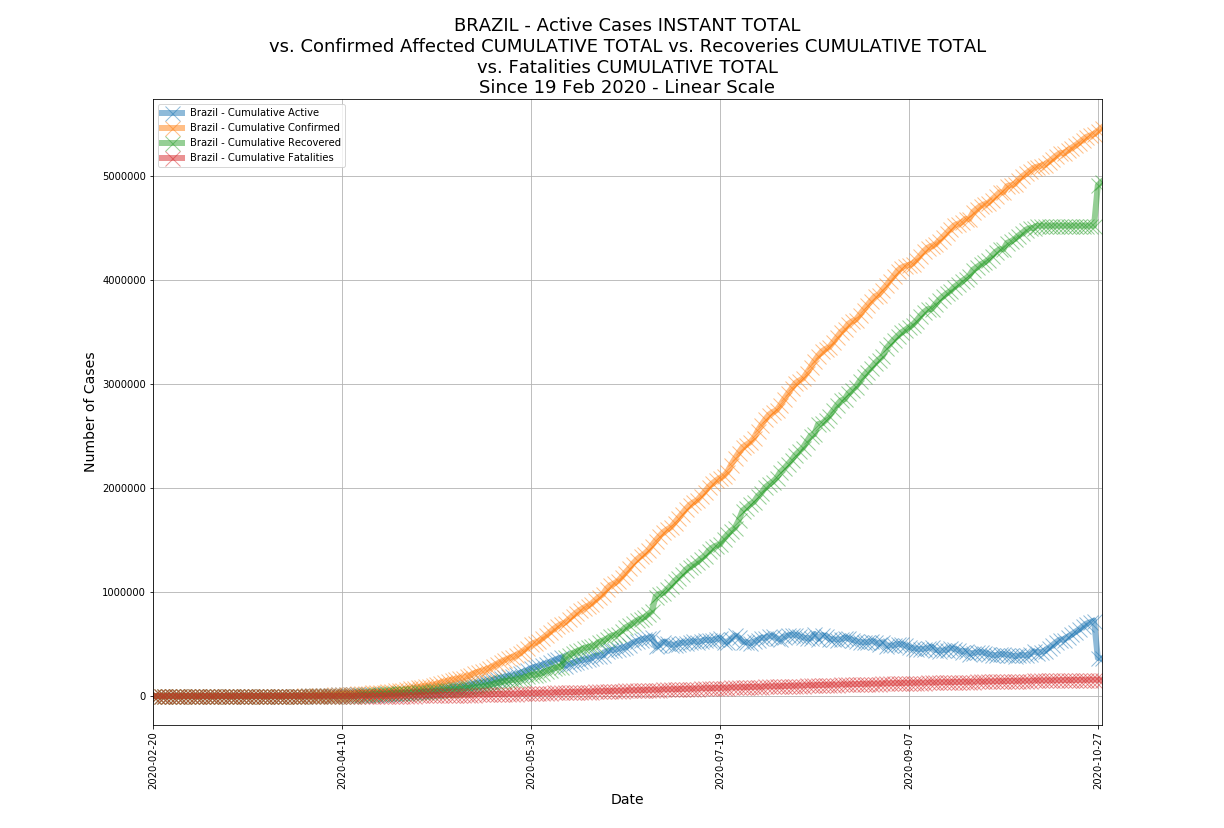 BRAZIL - Active Cases INSTANT TOTAL
vs. Confirmed Affected CUMULATIVE TOTAL vs. Recoveries CUMULATIVE TOTAL
vs. Fatalities CUMULATIVE TOTAL
Since 19 Feb 2020 - Linear Scale
Brazil - Cumulative Active
Brazil - Cumulative Confirmed
Brazil - Cumulative Recovered
Brazil - Cumulative Fatalities
Number of Cases
5000000
4000000
3000000
2000000
1000000
0
2020-02-20
2020-04-10
2020-05-30
2020-07-19
2020-09-07
2020-10-27
Date